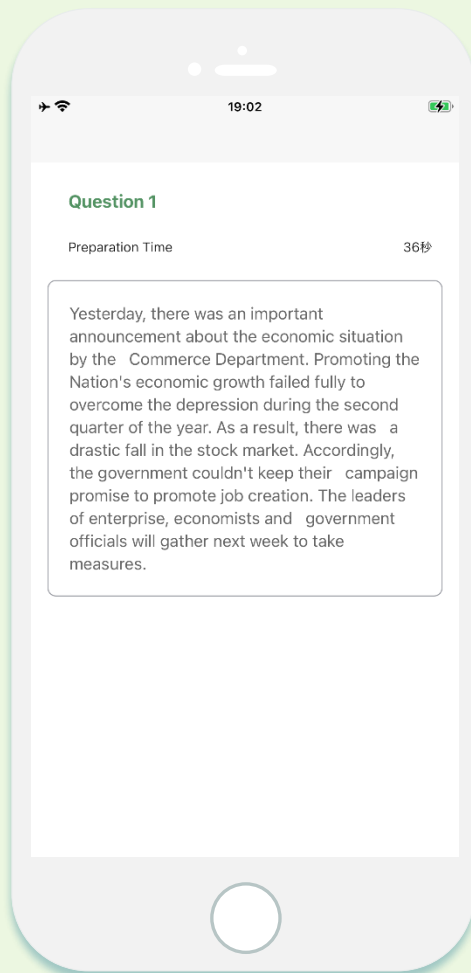 19:02
Question 1
Preparation Time 36秒
Yesterday, there was an important
announcement about the economic situation
by the   Commerce Department. Promoting the
Nation's economic growth failed fully to
overcome the depression during the second
quarter of the year. As a result, there was   a
drastic fall in the stock market. Accordingly,
the government couldn't keep their   campaign
promise to promote job creation. The leaders
of enterprise, economists and   government
officials will gather next week to take
measures.